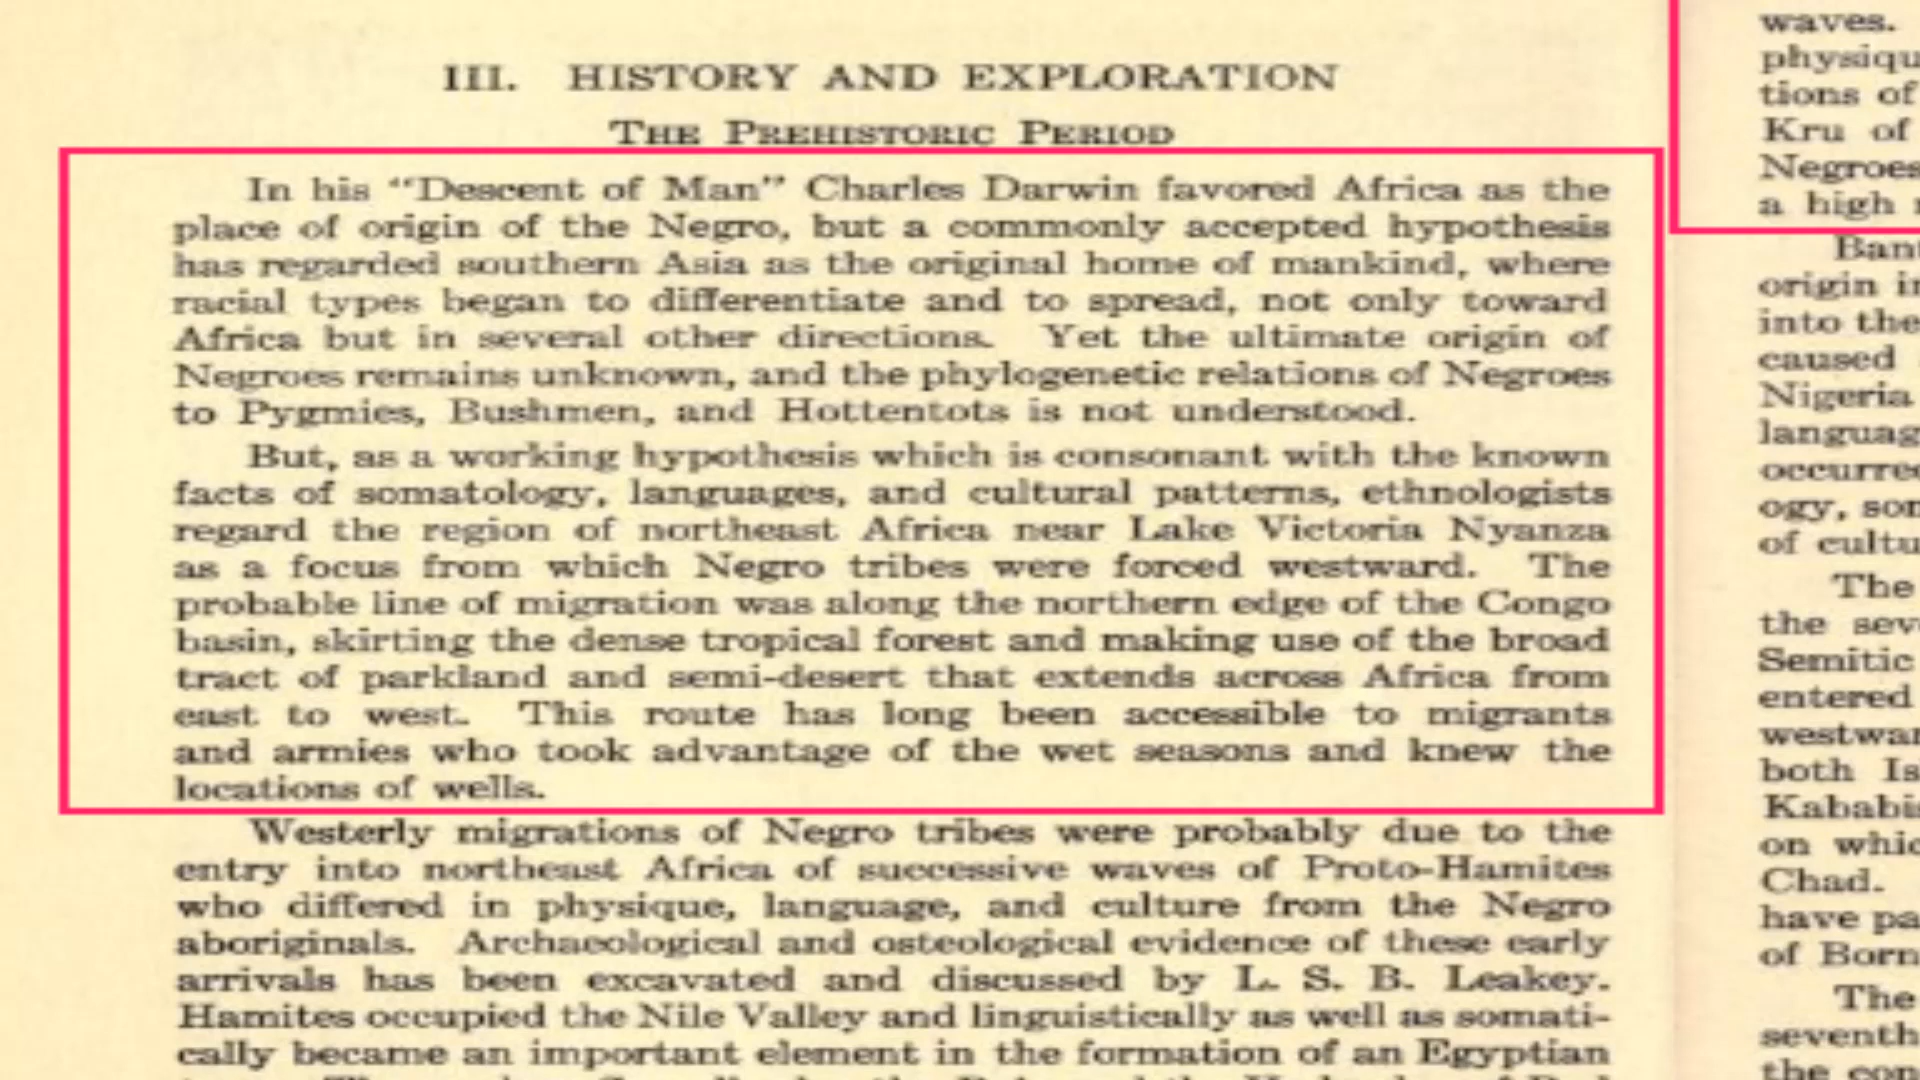 III. HISTORY AND EXPLORATION
THE PREHISTORIC PERIOD
In his “Descent of Man” Charles Darwin favored Africa as the
place of origin of the Negro, but a commonly accepted hypothesis
has regarded southern Asia as the original home of mankind, where
racial types began to differentiate and to spread, not only toward
Africa but in several other directions. Yet the ultimate origin of
Negroes remains unknown, and the phylogenetic relations of Negroes
to Pygmies, Bushmen, and Hottentots is not understood.
But, as a working hypothesis which is consonant with the known
facts of somatology, languages, and cultural patterns, ethnologists
regard the region of northeast Africa near Lake Victoria Nyanza
as a focus from which Negro tribes were forced westward. The
probable line of migration was along the northern edge of the Congo
basin, skirting the dense tropical forest and making use of the broad
tract of parkland and semi-desert that extends across Africa from
east to west. This route has long been accessible to migrants
and armies who took advantage of the wet seasons and knew the
locations of wells.
Westerly migrations of Negro tribes were probably due to the
entry into northeast Africa of successive waves of Proto-Hamites
who differed in physique, language, and culture from the Negro
aboriginals. Archaeological and osteological evidence of these early
arrivals has been excavated and discussed by L. S. B. Leakey.
Hamites occupied the Nile Valley and linguistically as well as somati-
cally became an important element in the formation of an Egyptian
waves.
physiqu
tions of
Kru of
Negroes
a high
Bant
origin in
into the
caused
Nigeria
languag
occurre
ogy, som
of cultu
The
the seve
Semitic
entered
westwar
both Is
Kababis
on whic
Chad.
have pa
of Born
The
seventh
the con